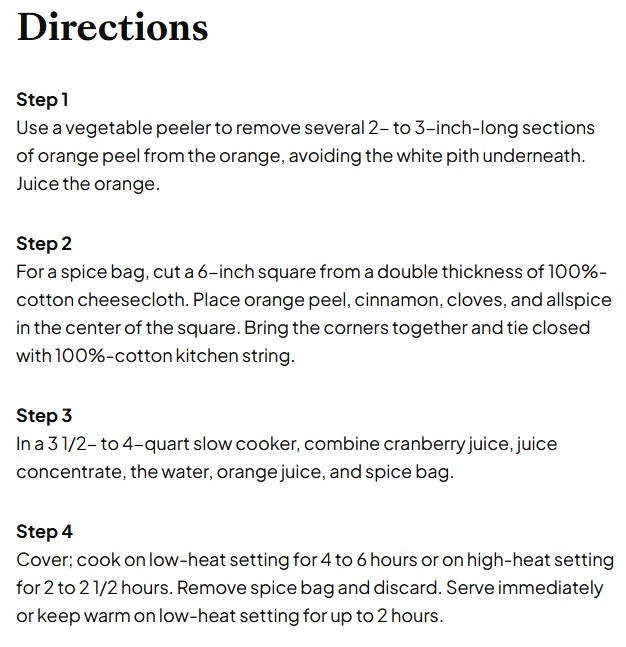 Directions
Step 1
Use a vegetable peeler to remove several 2– to 3–inch-long sections
of orange peel from the orange, avoiding the white pith underneath.
Juice the orange.
Step 2
For a spice bag, cut a 6–inch square from a double thickness of 100%-
cotton cheesecloth. Place orange peel, cinnamon, cloves, and allspice
in the center of the square. Bring the corners together and tie closed
with 100%-cotton kitchen string.
Step 3
In a 3 1/2– to 4–quart slow cooker, combine cranberry juice, juice
concentrate, the water, orange juice, and spice bag.
Step 4
Cover; cook on low-heat setting for 4 to 6 hours or on high-heat setting
for 2 to 2 1/2 hours. Remove spice bag and discard. Serve immediately
or keep warm on low-heat setting for up to 2 hours.